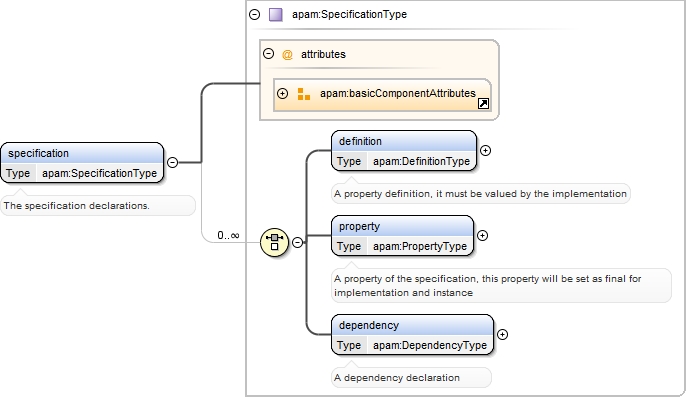 apam:SpecificationType
@ attributes
apam:basicComponentAttributes
specification
Type apam:SpecificationType
The specification declarations.
0..∞
definition
Type apam:DefinitionType
A property definition, it must be valued by the implementation
property
Type apam:PropertyType
A property of the specification, this property will be set as final for
implementation and instance
dependency
Type apam:DependencyType
A dependency declaration